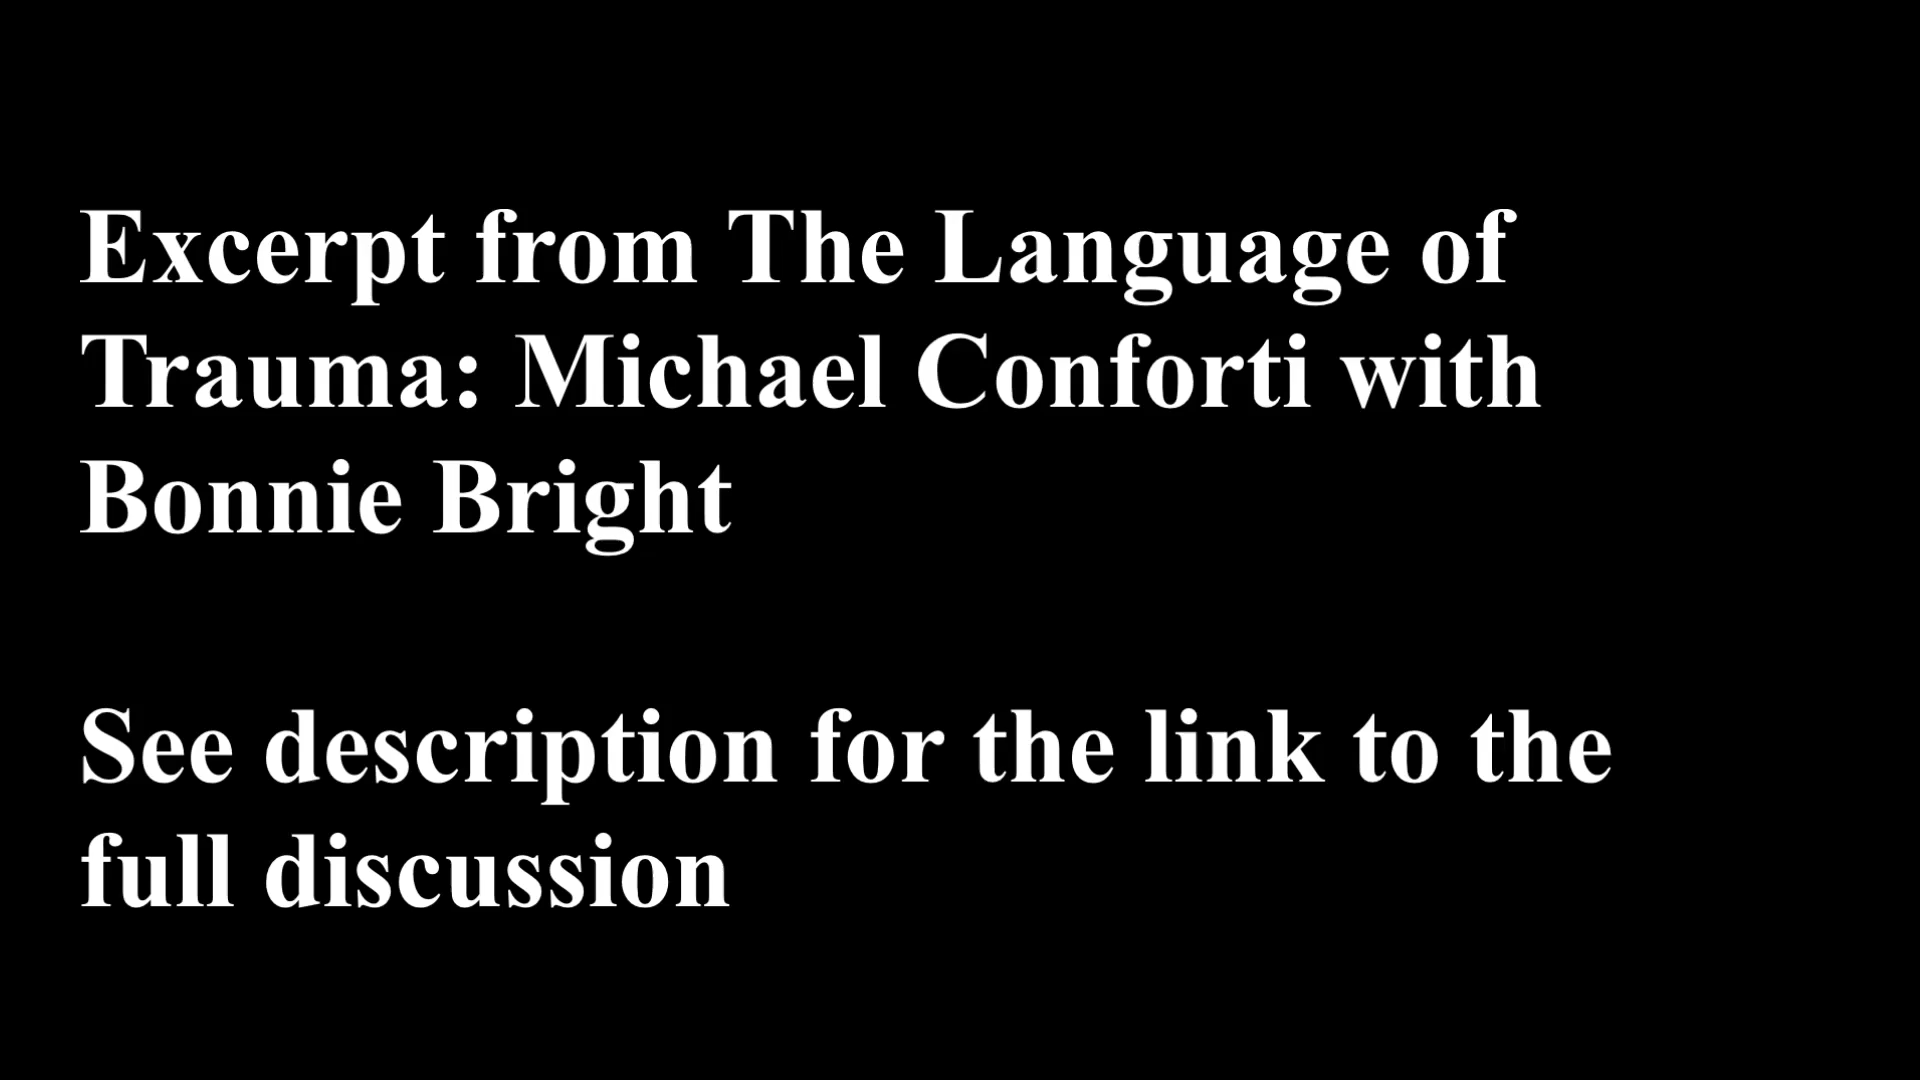 Excerpt from The Language of
Trauma: Michael Conforti with
Bonnie Bright
See description for the link to the
full discussion